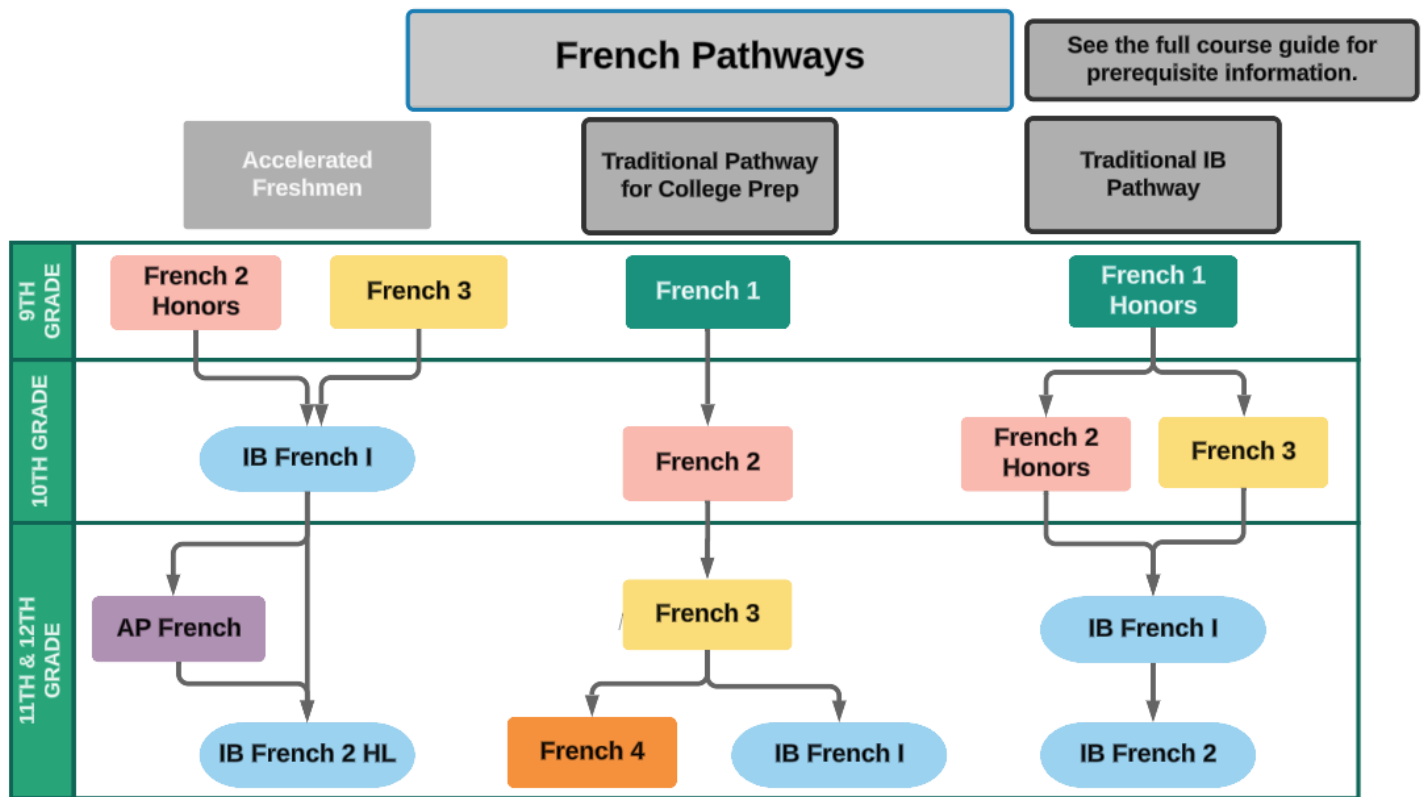 French Pathways
See the full course guide for
prerequisite information.
Accelerated
Freshmen
Traditional Pathway
for College Prep
Traditional IB
Pathway
9TH
GRADE
French 2
Honors
French 3
French 1
French 1
Honors
10TH GRADE
IB French I
French 2
French 2
Honors
French 3
11TH & 12TH
GRADE
AP French
/
French 3
IB French I
IB French 2 HL
French 4
IB French I
IB French 2